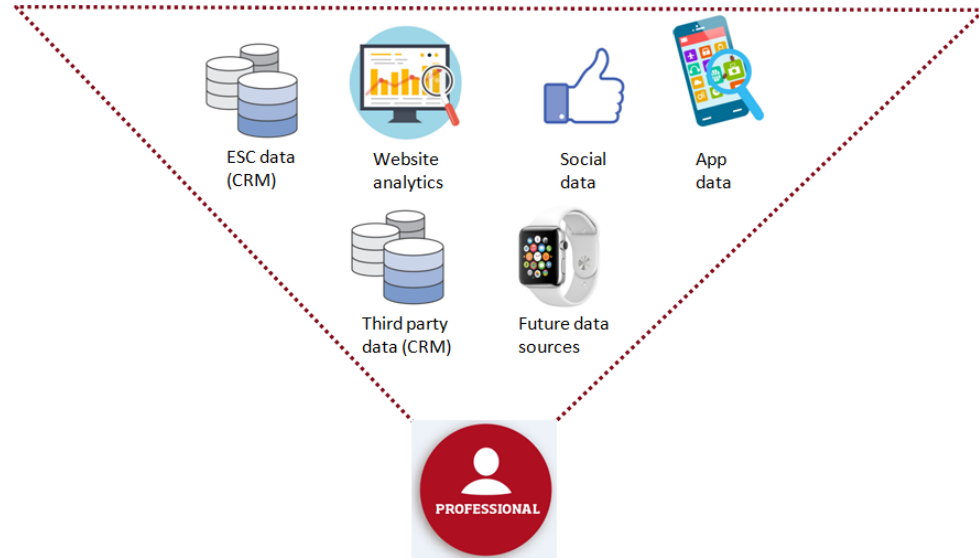 ESC data
(CRM)
Website
analytics
Social
data
App
data
Third party
data (CRM)
Future data
sources
PROFESSIONAL